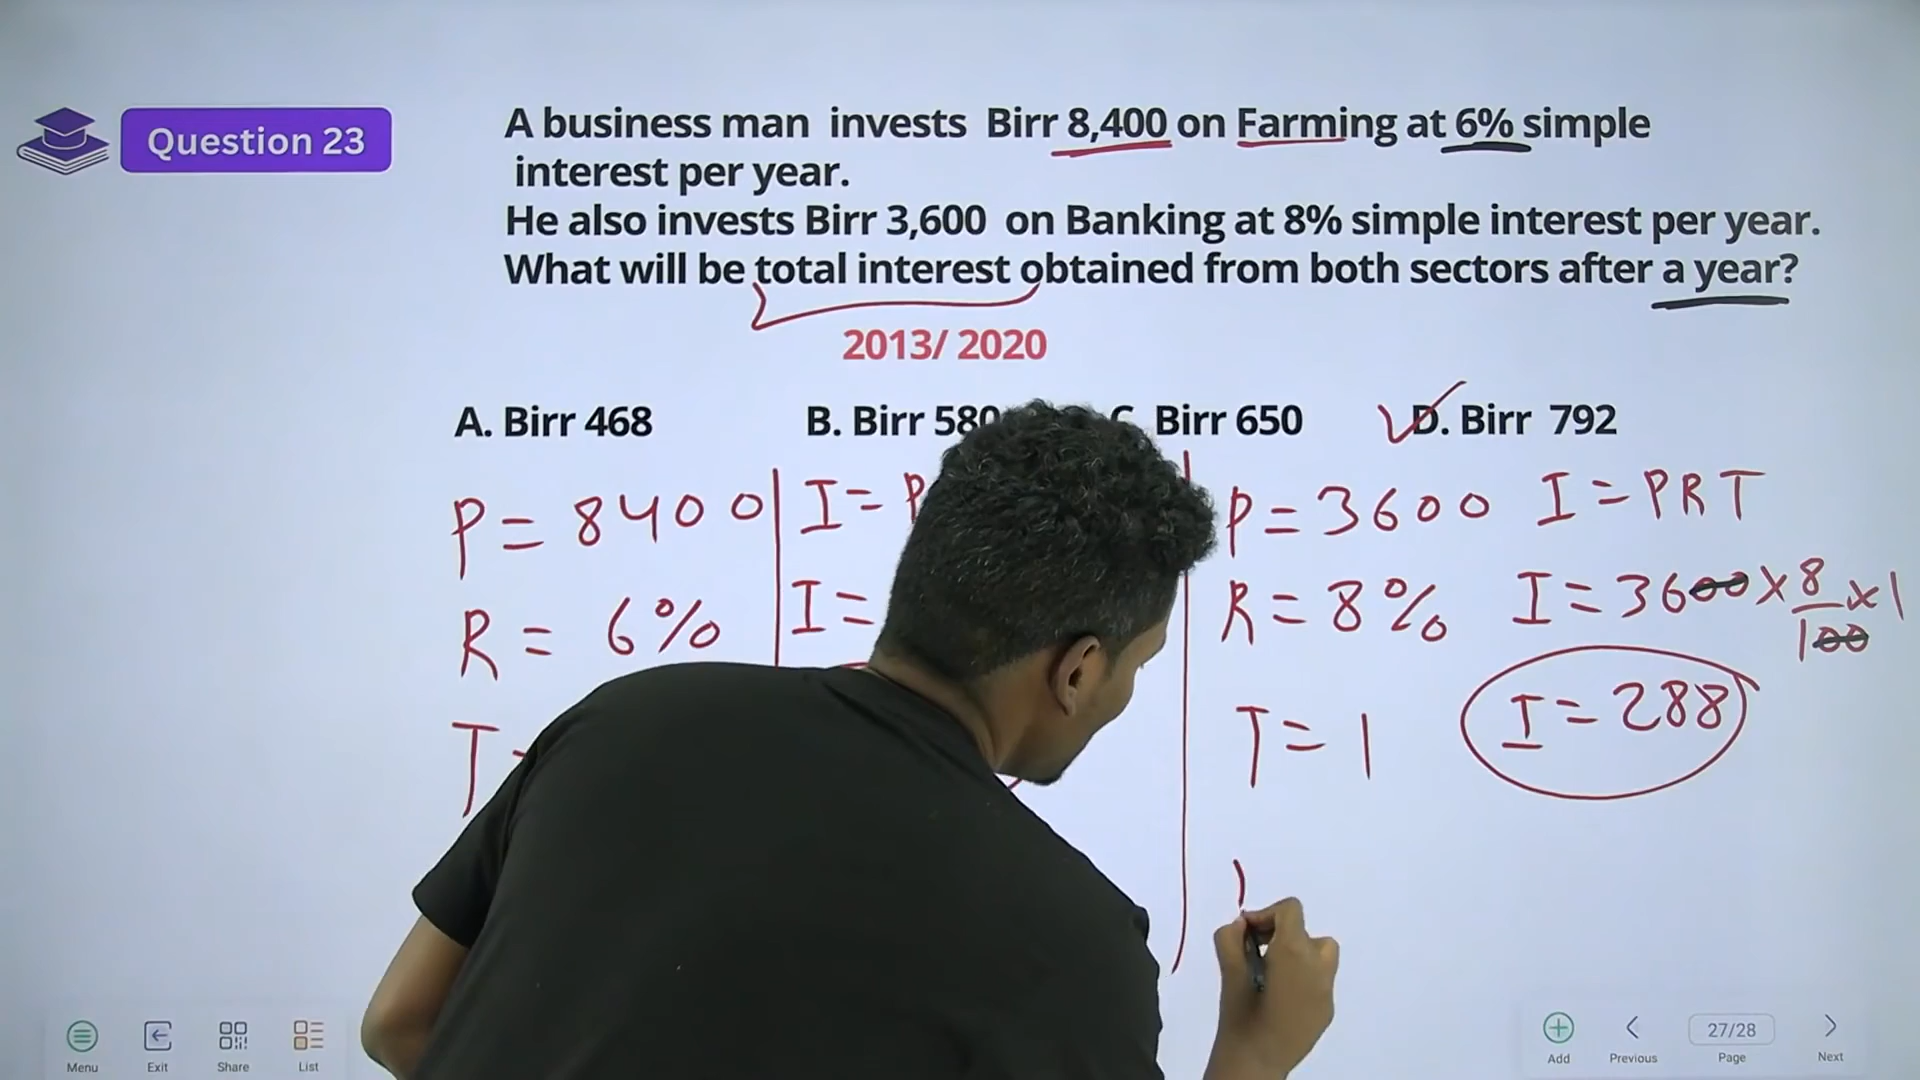 Question 23
A business man invests Birr 8,400 on Farming at 6% simple
interest per year.
He also invests Birr 3,600 on Banking at 8% simple interest per year.
What will be total interest obtained from both sectors after a year?
2013/ 2020
A. Birr 468 B. Birr 580 C. Birr 650 D. Birr 792
P = 8400
R = 6%
T =
I = P
I =
P = 3600
R = 8%
T = 1
I = PRT
I = 3600 x 8/100 x 1
I = 288
Menu Exit Share List
Add Previous 27/28 Page Next